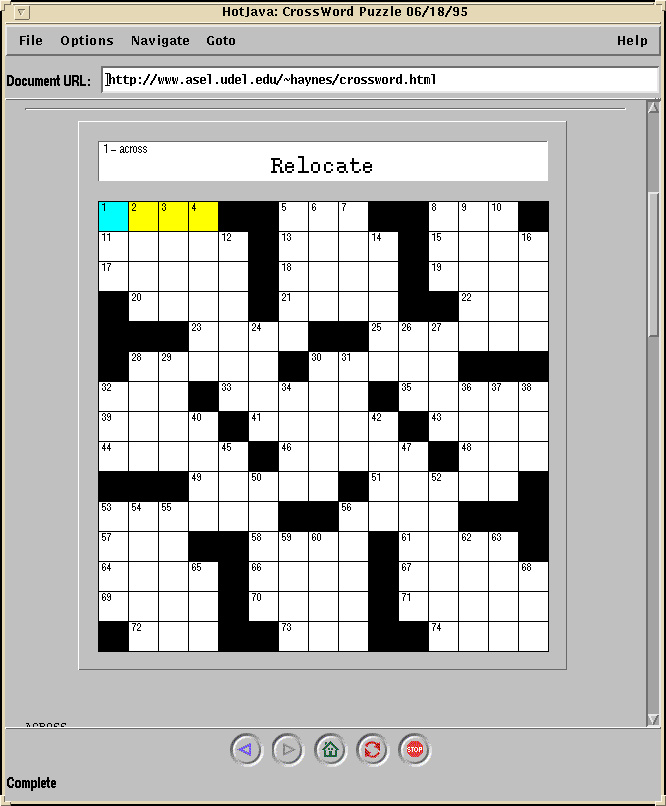 HotJava: CrossWord Puzzle 06/18/95
File Options Navigate Goto Help
Document URL: http://www.asel.udel.edu/~haynes/crossword.html
1 – across
Relocate
1 2 3 4 5 6 7 8 9 10
11 12 13 14 15 16
17 18 19
20 21 22
23 24 25 26 27
28 29 30 31
32 33 34 35 36 37 38
39 40 41 42 43
44 45 46 47 48
49 50 51 52
53 54 55 56
57 58 59 60 61 62 63
64 65 66 67 68
69 70 71
72 73 74
ACROSS
STOP
Complete